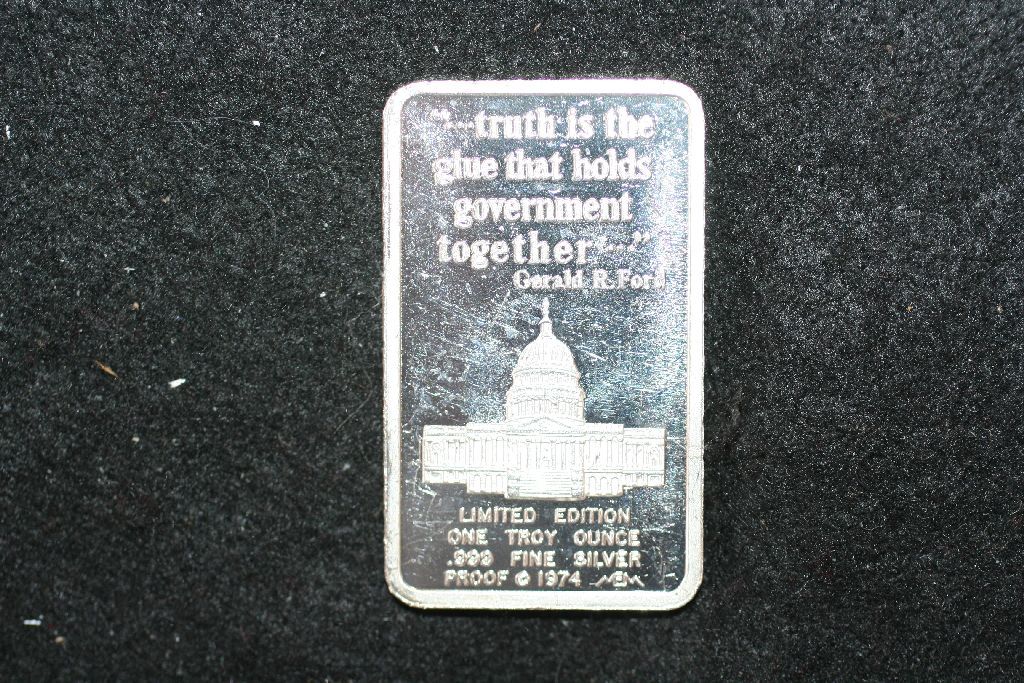 "...truth is the
glue that holds
government
together..."
Gerald R. Ford
LIMITED EDITION
ONE TROY OUNCE
.999 FINE SILVER
PROOF © 1974 MEM